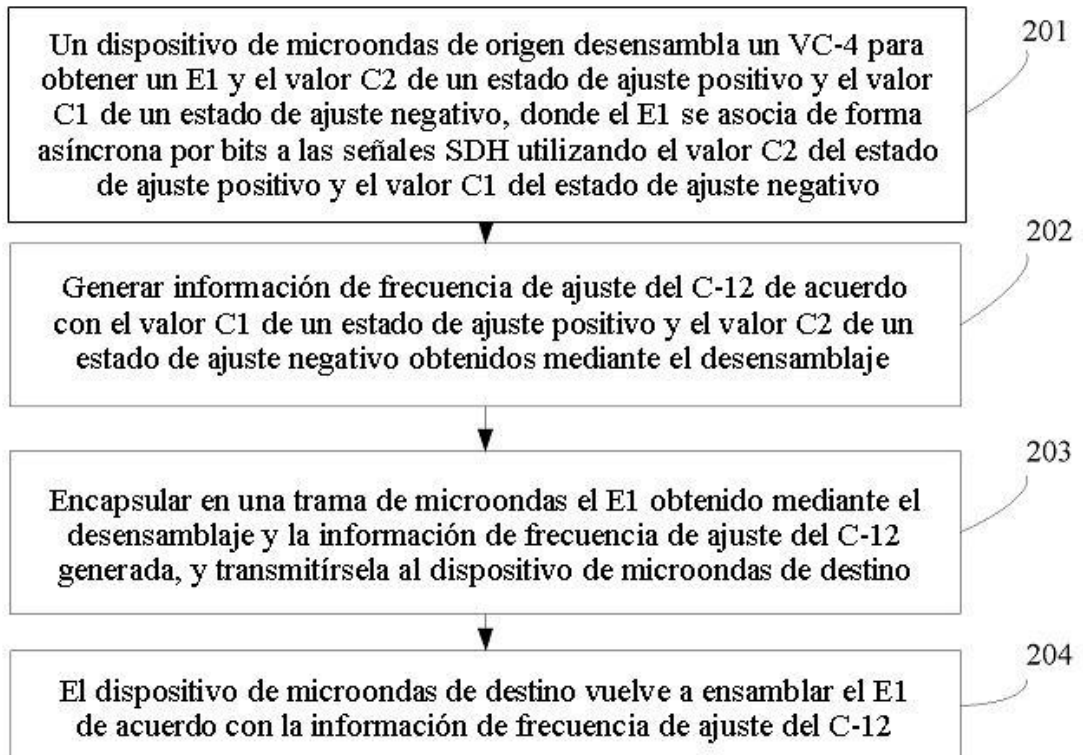 Un dispositivo de microondas de origen desensambla un VC-4 para
obtener un E1 y el valor C2 de un estado de ajuste positivo y el valor
C1 de un estado de ajuste negativo, donde el E1 se asocia de forma
asíncrona por bits a las señales SDH utilizando el valor C2 del estado
de ajuste positivo y el valor C1 del estado de ajuste negativo
201
Generar información de frecuencia de ajuste del C-12 de acuerdo
con el valor C1 de un estado de ajuste positivo y el valor C2 de un
estado de ajuste negativo obtenidos mediante el desensamblaje
202
Encapsular en una trama de microondas el E1 obtenido mediante el
desensamblaje y la información de frecuencia de ajuste del C-12
generada, y transmitírsela al dispositivo de microondas de destino
203
El dispositivo de microondas de destino vuelve a ensamblar el E1
de acuerdo con la información de frecuencia de ajuste del C-12
204